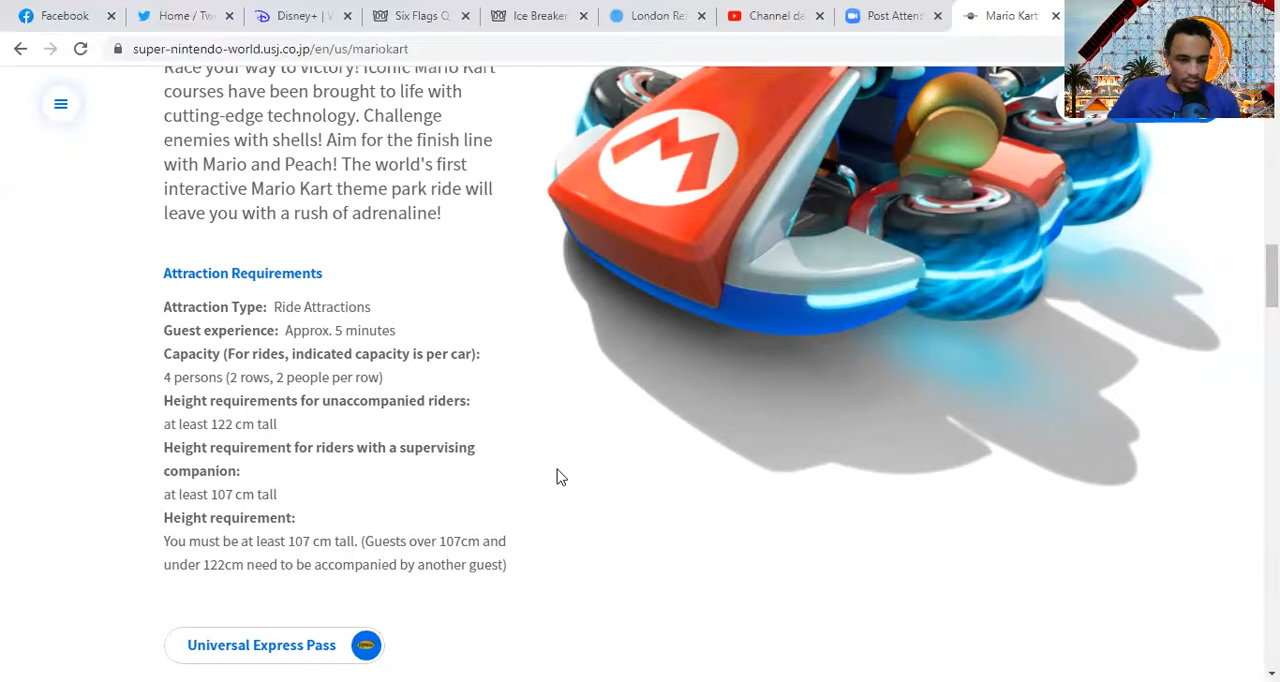 Facebook
Home / Tw
Disney+ | V
Six Flags Q
Ice Breaker
London Re
Channel da
Post Atten
Mario Kart
super-nintendo-world.usj.co.jp/en/us/mariokart
Race your way to victory! Iconic Mario Kart
courses have been brought to life with
cutting-edge technology. Challenge
enemies with shells! Aim for the finish line
with Mario and Peach! The world's first
interactive Mario Kart theme park ride will
leave you with a rush of adrenaline!
Attraction Requirements
Attraction Type: Ride Attractions
Guest experience: Approx. 5 minutes
Capacity (For rides, indicated capacity is per car):
4 persons (2 rows, 2 people per row)
Height requirements for unaccompanied riders:
at least 122 cm tall
Height requirement for riders with a supervising
companion:
at least 107 cm tall
Height requirement:
You must be at least 107 cm tall. (Guests over 107cm and
under 122cm need to be accompanied by another guest)
Universal Express Pass
M